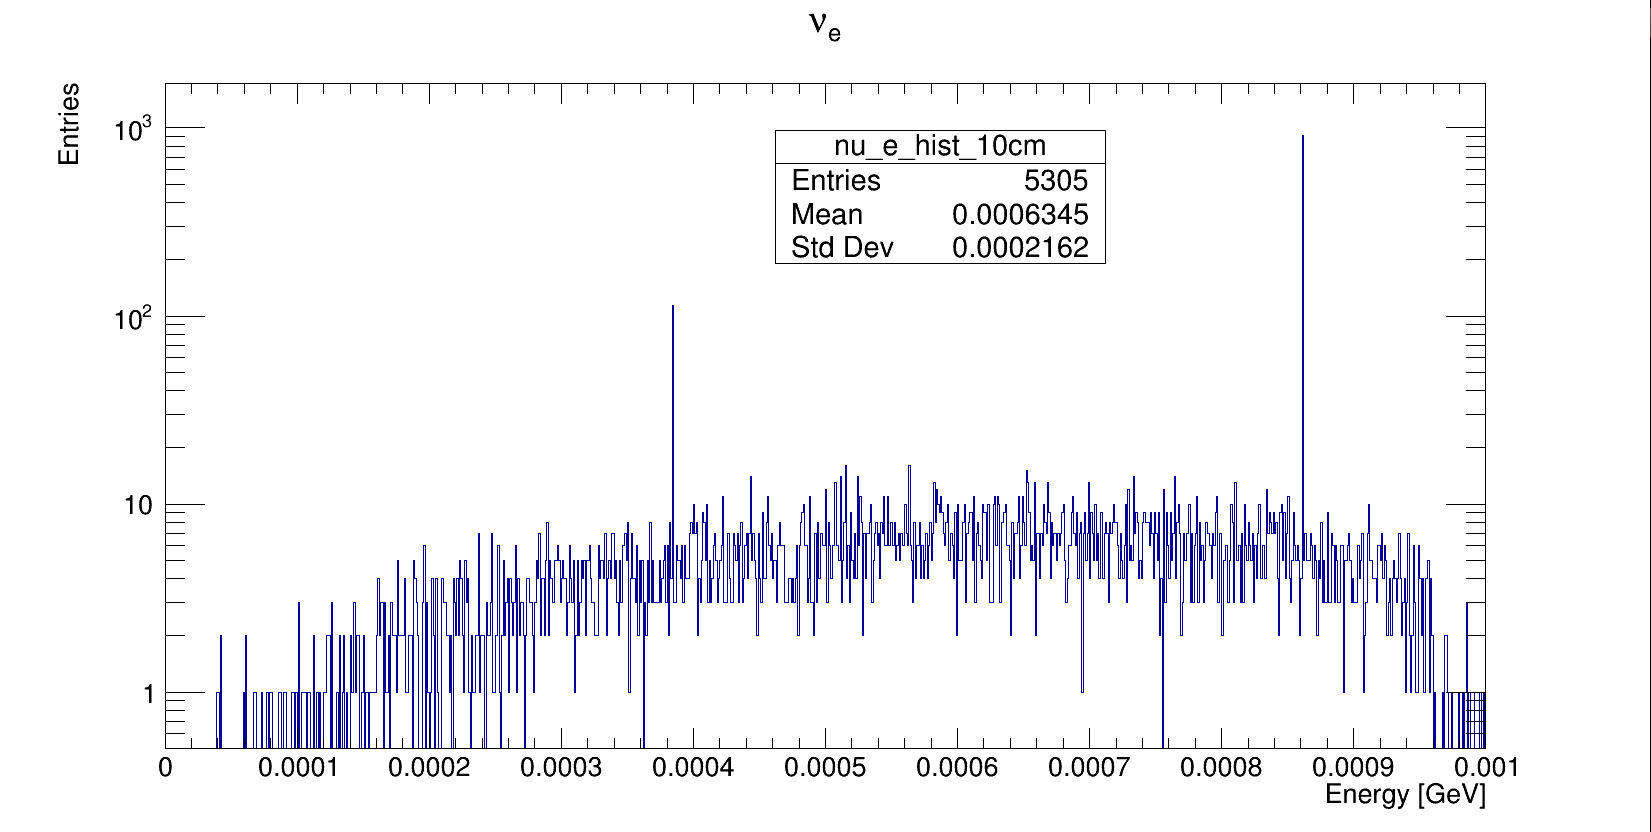 νe
Entries
10³
10²
10
1
nu_e_hist_10cm
Entries 5305
Mean 0.0006345
Std Dev 0.0002162
0 0.0001 0.0002 0.0003 0.0004 0.0005 0.0006 0.0007 0.0008 0.0009 0.001
Energy [GeV]